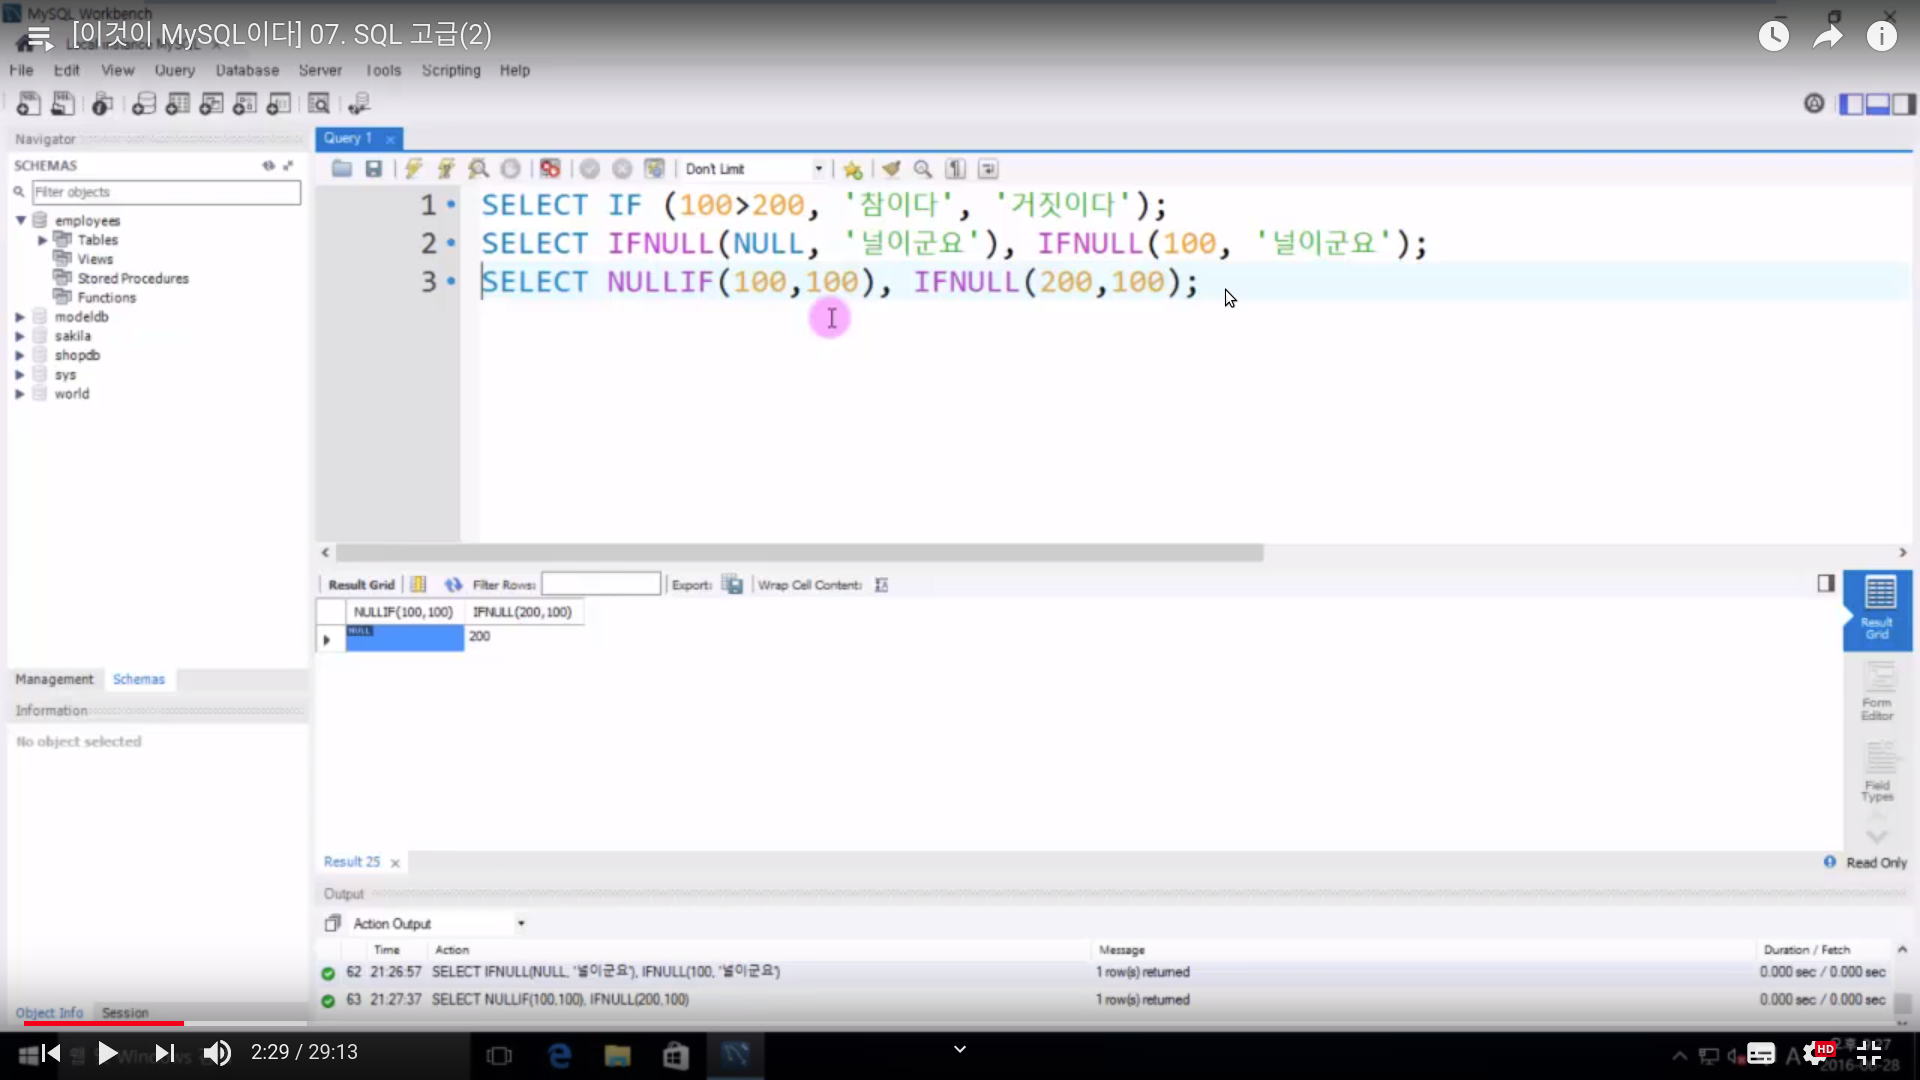 MySQL Workbench
[이것이 MySQL이다] 07. SQL 고급(2)
File Edit View Query Database Server Tools Scripting Help
Navigator
SCHEMAS
Filter objects
employees
Tables
Views
Stored Procedures
Functions
modeldb
sakila
shopdb
sys
world
Management Schemas
Information
No object selected
Object Info Session
Query 1
Don't Limit
1 SELECT IF (100>200, '참이다', '거짓이다');
2 SELECT IFNULL(NULL, '널이군요'), IFNULL(100, '널이군요');
3 SELECT NULLIF(100,100), IFNULL(200,100);
Result Grid Filter Rows: Export: Wrap Cell Content:
NULLIF(100,100) IFNULL(200,100)
NULL 200
Result Grid
Form Editor
Field Types
Result 25 Read Only
Output
Action Output
Time Action Message Duration / Fetch
62 21:26:57 SELECT IFNULL(NULL, '널이군요'), IFNULL(100, '널이군요') 1 row(s) returned 0.000 sec / 0.000 sec
63 21:27:37 SELECT NULLIF(100,100), IFNULL(200,100) 1 row(s) returned 0.000 sec / 0.000 sec
2:29 / 29:13
HD